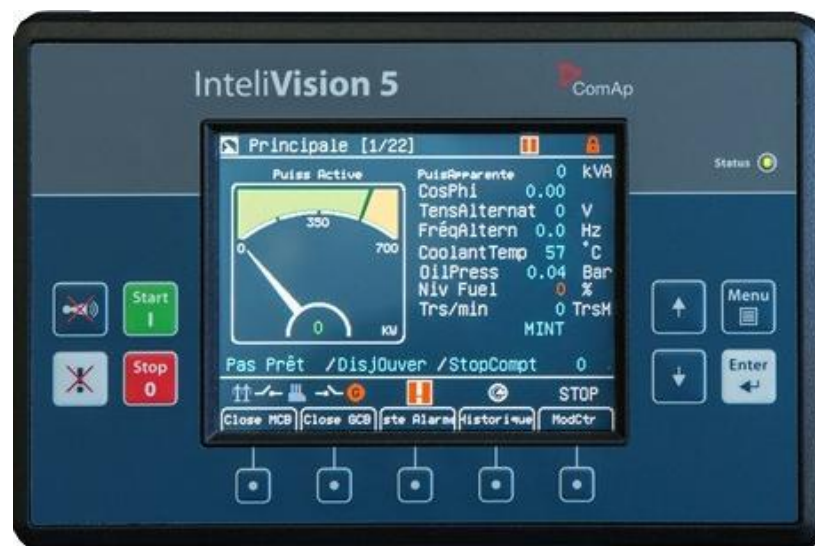 InteliVision 5
ComAp
Principale [1/22]
Status
Puiss Active
350
0
700
0 KW
PuisApparente 0 kVA
CosPhi 0.00
TensAlternat 0 V
FréqAltern 0.0 Hz
CoolantTemp 57 °C
OilPress 0.04 Bar
Niv Fuel 0 %
Trs/min 0 TrsM
MINT
Pas Prêt /DisjOuver /StopCompt 0
G
STOP
Close MCB
Close GCB
ste Alarme
Historique
ModCtr
Start
I
Stop
0
Menu
Enter